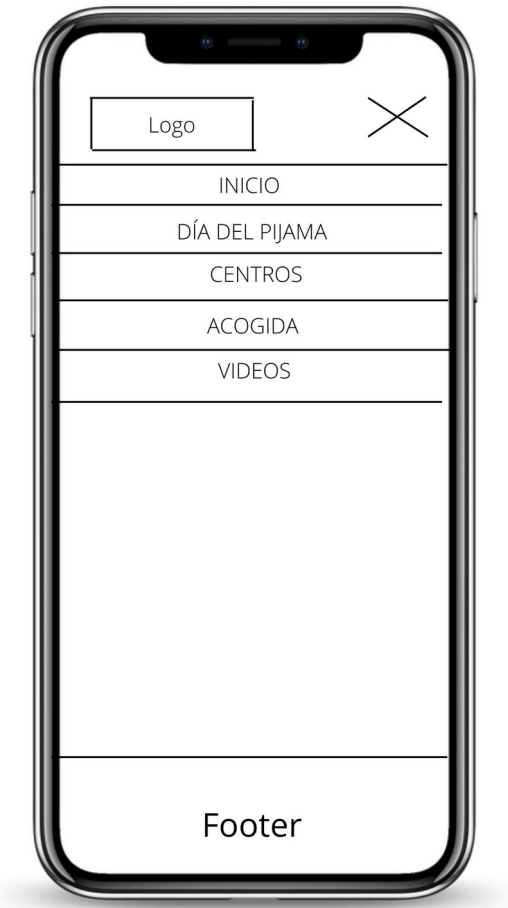 Logo
INICIO
DÍA DEL PIJAMA
CENTROS
ACOGIDA
VIDEOS
Footer